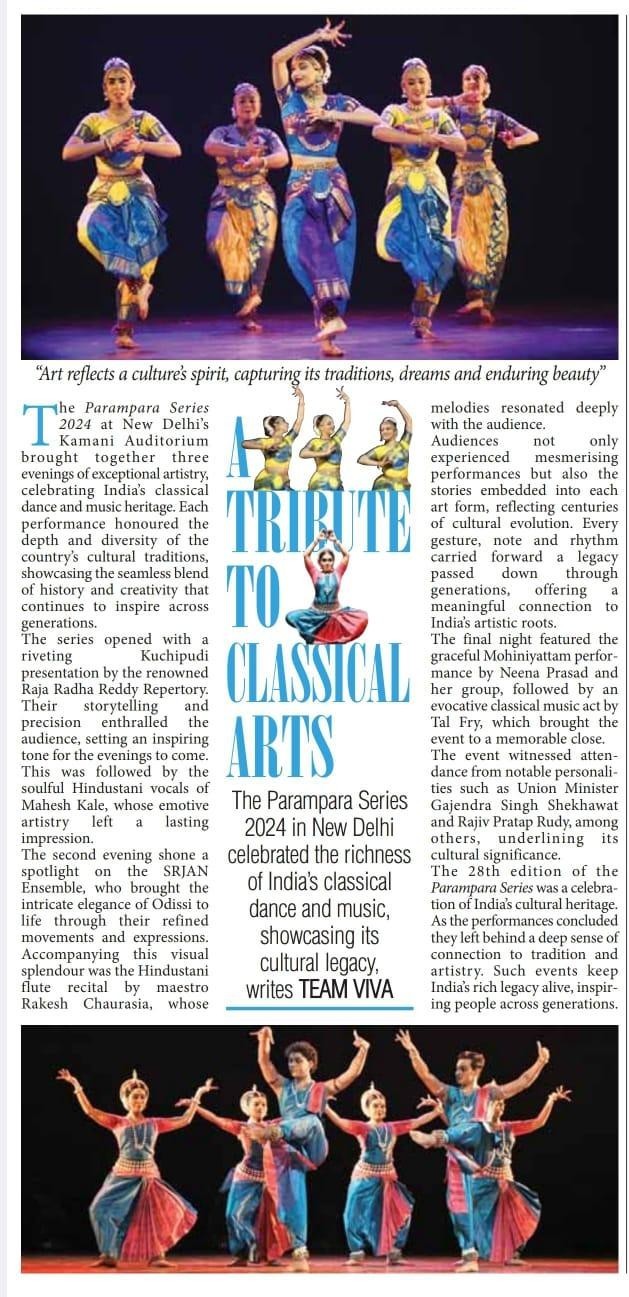 “Art reflects a culture’s spirit, capturing its traditions, dreams and enduring beauty”
The Parampara Series
2024 at New Delhi’s
Kamani Auditorium
brought together three
evenings of exceptional artistry,
celebrating India’s classical
dance and music heritage. Each
performance honoured the
depth and diversity of the
country’s cultural traditions,
showcasing the seamless blend
of history and creativity that
continues to inspire across
generations.
The series opened with a
riveting Kuchipudi
presentation by the renowned
Raja Radha Reddy Repertory.
Their storytelling and
precision enthralled the
audience, setting an inspiring
tone for the evenings to come.
This was followed by the
soulful Hindustani vocals of
Mahesh Kale, whose emotive
artistry left a lasting
impression.
The second evening shone a
spotlight on the SRJAN
Ensemble, who brought the
intricate elegance of Odissi to
life through their refined
movements and expressions.
Accompanying this visual
splendour was the Hindustani
flute recital by maestro
Rakesh Chaurasia, whose
A
TRIBUTE
TO
CLASSICAL
ARTS
The Parampara Series
2024 in New Delhi
celebrated the richness
of India’s classical
dance and music,
showcasing its
cultural legacy,
writes TEAM VIVA
melodies resonated deeply
with the audience.
Audiences not only
experienced mesmerising
performances but also the
stories embedded into each
art form, reflecting centuries
of cultural evolution. Every
gesture, note and rhythm
carried forward a legacy
passed down through
generations, offering a
meaningful connection to
India’s artistic roots.
The final night featured the
graceful Mohiniyattam perfor-
mance by Neena Prasad and
her group, followed by an
evocative classical music act by
Tal Fry, which brought the
event to a memorable close.
The event witnessed atten-
dance from notable personali-
ties such as Union Minister
Gajendra Singh Shekhawat
and Rajiv Pratap Rudy, among
others, underlining its
cultural significance.
The 28th edition of the
Parampara Series was a celebra-
tion of India’s cultural heritage.
As the performances concluded
they left behind a deep sense of
connection to tradition and
artistry. Such events keep
India’s rich legacy alive, inspir-
ing people across generations.